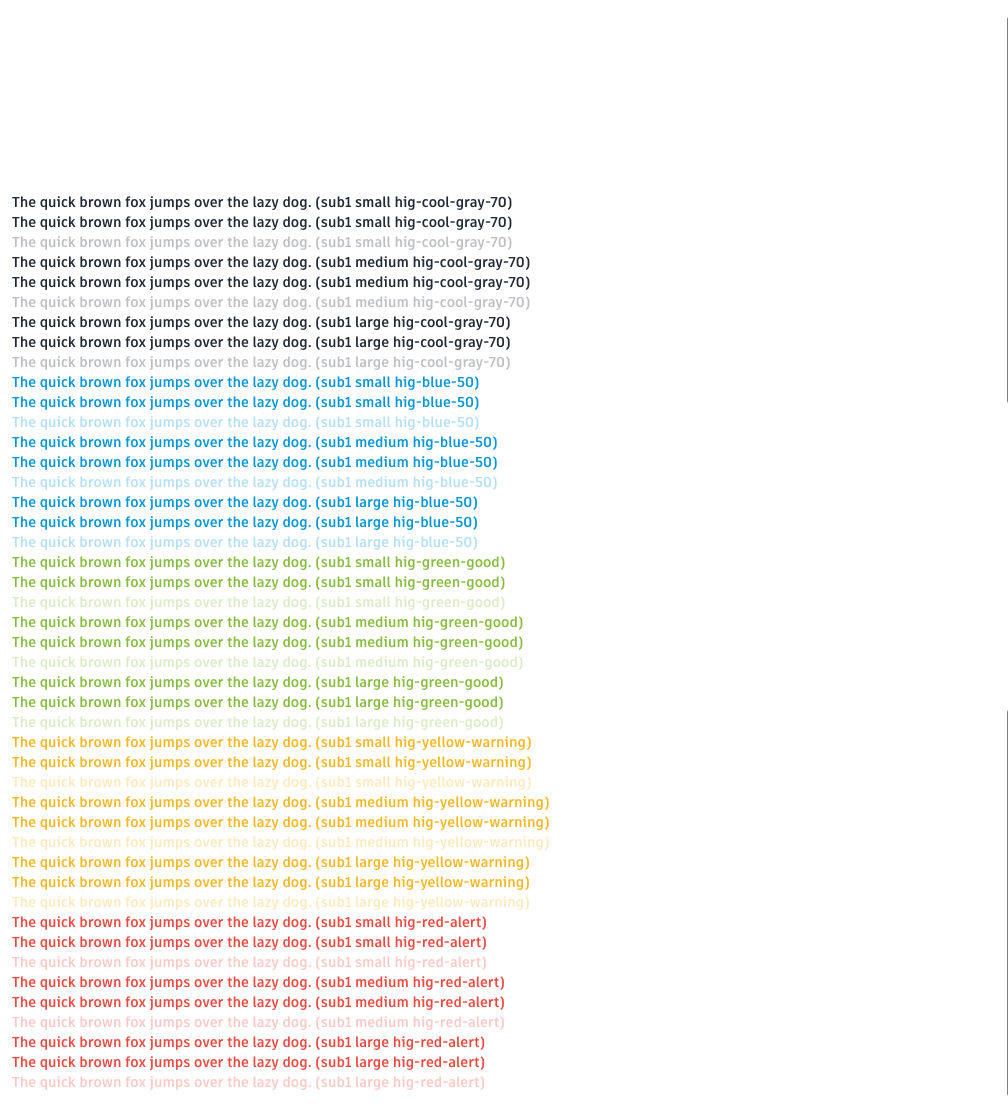 The quick brown fox jumps over the lazy dog. (sub1 small hig-cool-gray-70)
The quick brown fox jumps over the lazy dog. (sub1 small hig-cool-gray-70)
The quick brown fox jumps over the lazy dog. (sub1 small hig-cool-gray-70)
The quick brown fox jumps over the lazy dog. (sub1 medium hig-cool-gray-70)
The quick brown fox jumps over the lazy dog. (sub1 medium hig-cool-gray-70)
The quick brown fox jumps over the lazy dog. (sub1 medium hig-cool-gray-70)
The quick brown fox jumps over the lazy dog. (sub1 large hig-cool-gray-70)
The quick brown fox jumps over the lazy dog. (sub1 large hig-cool-gray-70)
The quick brown fox jumps over the lazy dog. (sub1 large hig-cool-gray-70)
The quick brown fox jumps over the lazy dog. (sub1 small hig-blue-50)
The quick brown fox jumps over the lazy dog. (sub1 small hig-blue-50)
The quick brown fox jumps over the lazy dog. (sub1 small hig-blue-50)
The quick brown fox jumps over the lazy dog. (sub1 medium hig-blue-50)
The quick brown fox jumps over the lazy dog. (sub1 medium hig-blue-50)
The quick brown fox jumps over the lazy dog. (sub1 medium hig-blue-50)
The quick brown fox jumps over the lazy dog. (sub1 large hig-blue-50)
The quick brown fox jumps over the lazy dog. (sub1 large hig-blue-50)
The quick brown fox jumps over the lazy dog. (sub1 large hig-blue-50)
The quick brown fox jumps over the lazy dog. (sub1 small hig-green-good)
The quick brown fox jumps over the lazy dog. (sub1 small hig-green-good)
The quick brown fox jumps over the lazy dog. (sub1 small hig-green-good)
The quick brown fox jumps over the lazy dog. (sub1 medium hig-green-good)
The quick brown fox jumps over the lazy dog. (sub1 medium hig-green-good)
The quick brown fox jumps over the lazy dog. (sub1 medium hig-green-good)
The quick brown fox jumps over the lazy dog. (sub1 large hig-green-good)
The quick brown fox jumps over the lazy dog. (sub1 large hig-green-good)
The quick brown fox jumps over the lazy dog. (sub1 large hig-green-good)
The quick brown fox jumps over the lazy dog. (sub1 small hig-yellow-warning)
The quick brown fox jumps over the lazy dog. (sub1 small hig-yellow-warning)
The quick brown fox jumps over the lazy dog. (sub1 small hig-yellow-warning)
The quick brown fox jumps over the lazy dog. (sub1 medium hig-yellow-warning)
The quick brown fox jumps over the lazy dog. (sub1 medium hig-yellow-warning)
The quick brown fox jumps over the lazy dog. (sub1 medium hig-yellow-warning)
The quick brown fox jumps over the lazy dog. (sub1 large hig-yellow-warning)
The quick brown fox jumps over the lazy dog. (sub1 large hig-yellow-warning)
The quick brown fox jumps over the lazy dog. (sub1 large hig-yellow-warning)
The quick brown fox jumps over the lazy dog. (sub1 small hig-red-alert)
The quick brown fox jumps over the lazy dog. (sub1 small hig-red-alert)
The quick brown fox jumps over the lazy dog. (sub1 small hig-red-alert)
The quick brown fox jumps over the lazy dog. (sub1 medium hig-red-alert)
The quick brown fox jumps over the lazy dog. (sub1 medium hig-red-alert)
The quick brown fox jumps over the lazy dog. (sub1 medium hig-red-alert)
The quick brown fox jumps over the lazy dog. (sub1 large hig-red-alert)
The quick brown fox jumps over the lazy dog. (sub1 large hig-red-alert)
The quick brown fox jumps over the lazy dog. (sub1 large hig-red-alert)